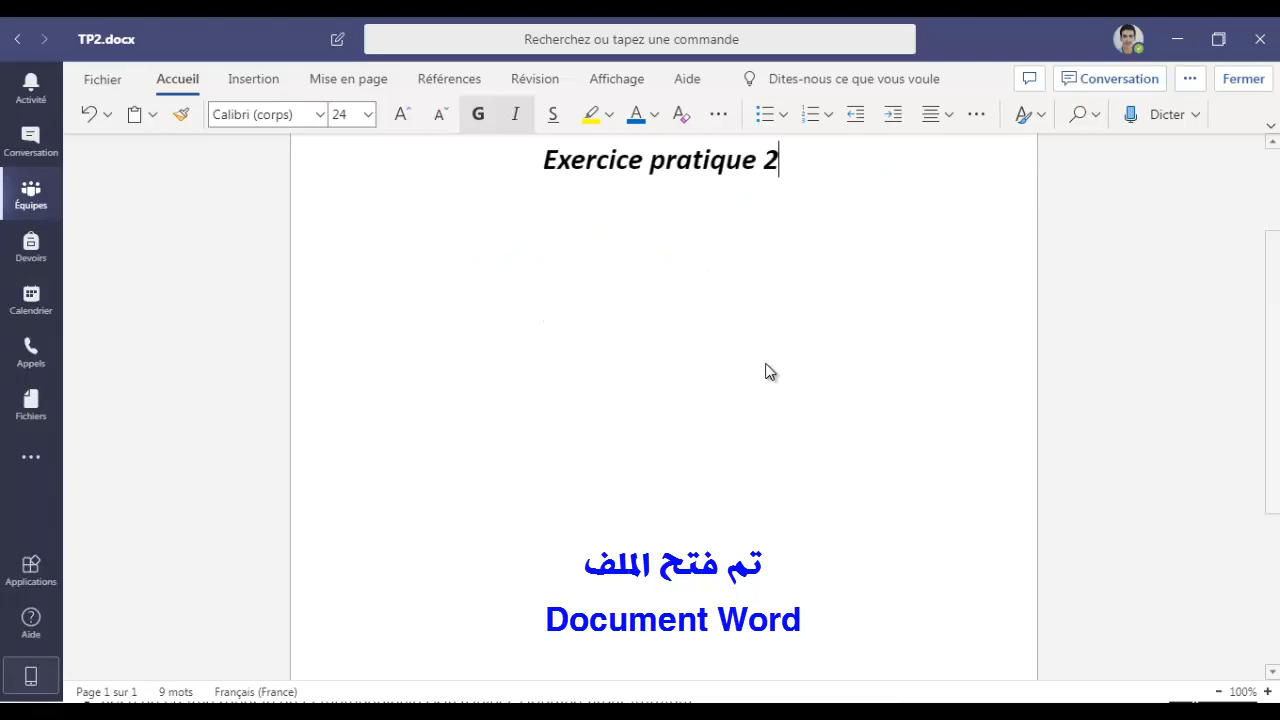 TP2.docx
Recherchez ou tapez une commande
Fichier Accueil Insertion Mise en page Références Révision Affichage Aide Dites-nous ce que vous voule Conversation Fermer
Calibri (corps) 24 G I S A Dicter
Activité
Conversation
Équipes
Devoirs
Calendrier
Appels
Fichiers
Applications
Aide
Exercice pratique 2
تم فتح الملف
Document Word
Page 1 sur 1 9 mots Français (France) 100%